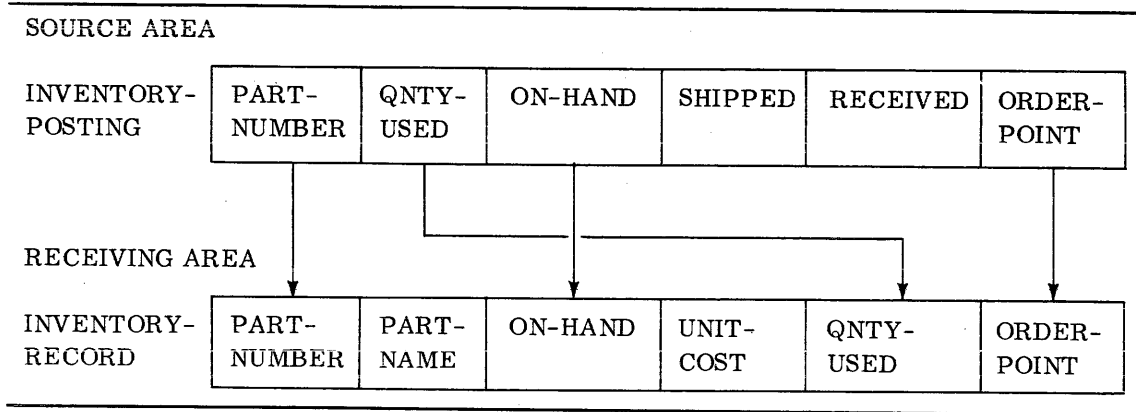 SOURCE AREA
INVENTORY- PART- QNTY- ON-HAND SHIPPED RECEIVED ORDER-
POSTING NUMBER USED POINT
RECEIVING AREA
INVENTORY- PART- PART- ON-HAND UNIT- QNTY- ORDER-
RECORD NUMBER NAME COST USED POINT